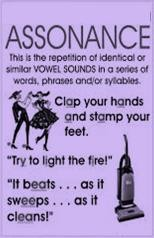 ASSONANCE
This is the repetition of identical or
similar VOWEL SOUNDS in a series of
words, phrases and/or syllables.
Clap your hands
and stamp your
feet.
"Try to light the fire!"
"It beats . . . as it
sweeps . . . as it
cleans!"